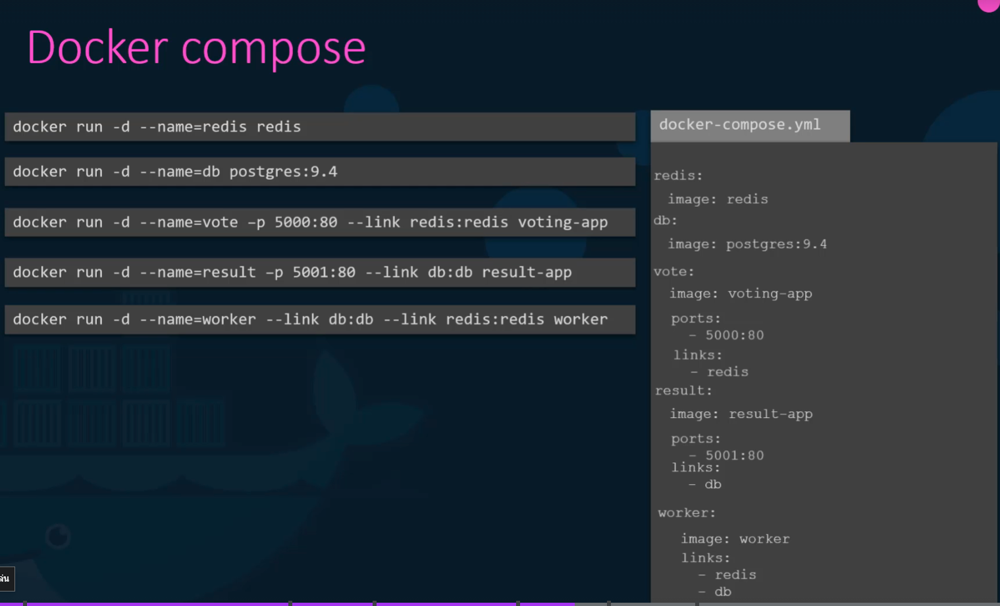 Docker compose
docker run -d --name=redis redis
docker run -d --name=db postgres:9.4
docker run -d --name=vote –p 5000:80 --link redis:redis voting-app
docker run -d --name=result –p 5001:80 --link db:db result-app
docker run -d --name=worker --link db:db --link redis:redis worker
docker-compose.yml
redis:
image: redis
db:
image: postgres:9.4
vote:
image: voting-app
ports:
- 5000:80
links:
- redis
result:
image: result-app
ports:
- 5001:80
links:
- db
worker:
image: worker
links:
- redis
- db